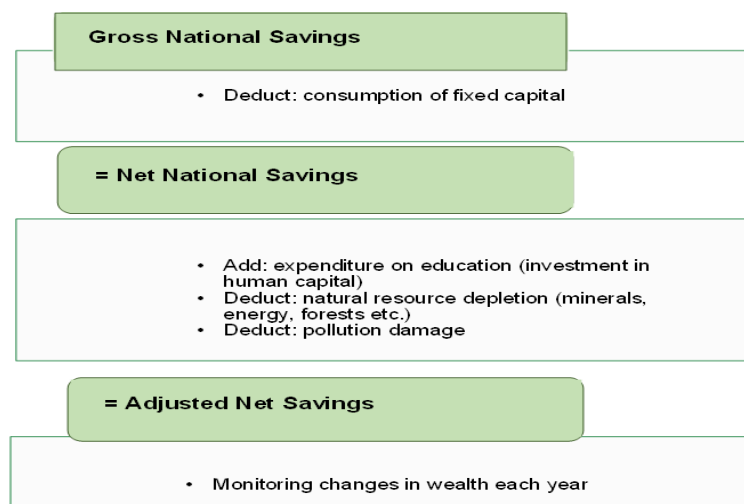 Gross National Savings
• Deduct: consumption of fixed capital
= Net National Savings
• Add: expenditure on education (investment in
human capital)
• Deduct: natural resource depletion (minerals,
energy, forests etc.)
• Deduct: pollution damage
= Adjusted Net Savings
• Monitoring changes in wealth each year